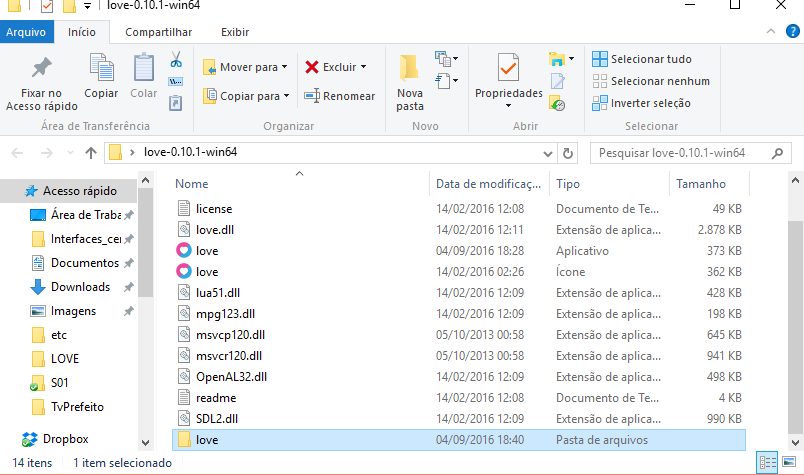 love-0.10.1-win64
Arquivo Início Compartilhar Exibir
Fixar no Acesso rápido Copiar Colar
Mover para Copiar para Excluir Renomear
Nova pasta
Propriedades
Selecionar tudo
Selecionar nenhum
Inverter seleção
Área de Transferência Organizar Novo Abrir Selecionar
love-0.10.1-win64 Pesquisar love-0.10.1-win64
Acesso rápido
Área de Traba
Interfaces_cer
Documentos
Downloads
Imagens
etc
LOVE
S01
TvPrefeito
Dropbox
Nome Data de modificaç... Tipo Tamanho
license 14/02/2016 12:08 Documento de Te... 49 KB
love.dll 14/02/2016 12:11 Extensão de aplica... 2.878 KB
love 04/09/2016 18:28 Aplicativo 373 KB
love 14/02/2016 02:26 Ícone 362 KB
lua51.dll 14/02/2016 12:09 Extensão de aplica... 428 KB
mpg123.dll 14/02/2016 12:09 Extensão de aplica... 198 KB
msvcp120.dll 05/10/2013 00:58 Extensão de aplica... 645 KB
msvcr120.dll 05/10/2013 00:58 Extensão de aplica... 941 KB
OpenAL32.dll 14/02/2016 12:09 Extensão de aplica... 498 KB
readme 14/02/2016 12:08 Documento de Te... 4 KB
SDL2.dll 14/02/2016 12:09 Extensão de aplica... 990 KB
love 04/09/2016 18:40 Pasta de arquivos
14 itens 1 item selecionado